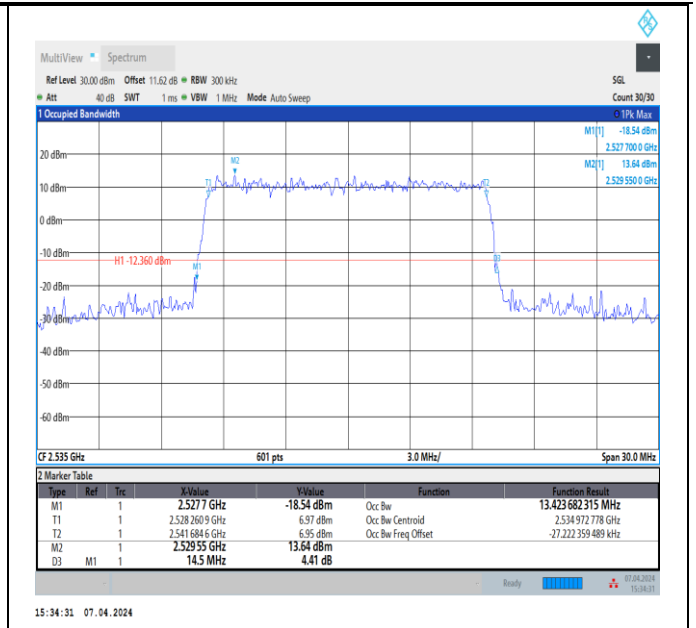 MultiView Spectrum
Ref Level 30.00 dBm Offset 11.62 dB RBW 300 kHz SGL
Att 40 dB SWT 1 ms VBW 1 MHz Mode Auto Sweep Count 30/30
1 Occupied Bandwidth 1Pk Max
M1[1] -18.54 dBm
2.527 700 0 GHz
M2[1] 13.64 dBm
2.529 550 0 GHz
20 dBm
M2
T1 T2
10 dBm
0 dBm
-10 dBm
H1 -12.360 dBm
M1 D3
-20 dBm
-30 dBm
-40 dBm
-50 dBm
-60 dBm
CF 2.535 GHz 601 pts 3.0 MHz/ Span 30.0 MHz
2 Marker Table
Type Ref Trc X-Value Y-Value Function Function Result
M1 1 2.5277 GHz -18.54 dBm Occ Bw 13.423 682 315 MHz
T1 1 2.528 260 9 GHz 6.97 dBm Occ Bw Centroid 2.534 972 778 GHz
T2 1 2.541 684 6 GHz 6.95 dBm Occ Bw Freq Offset -27.222 359 489 kHz
M2 1 2.529 55 GHz 13.64 dBm
D3 M1 1 14.5 MHz 4.41 dB
Ready 07.04.2024
15:34:31
15:34:31 07.04.2024